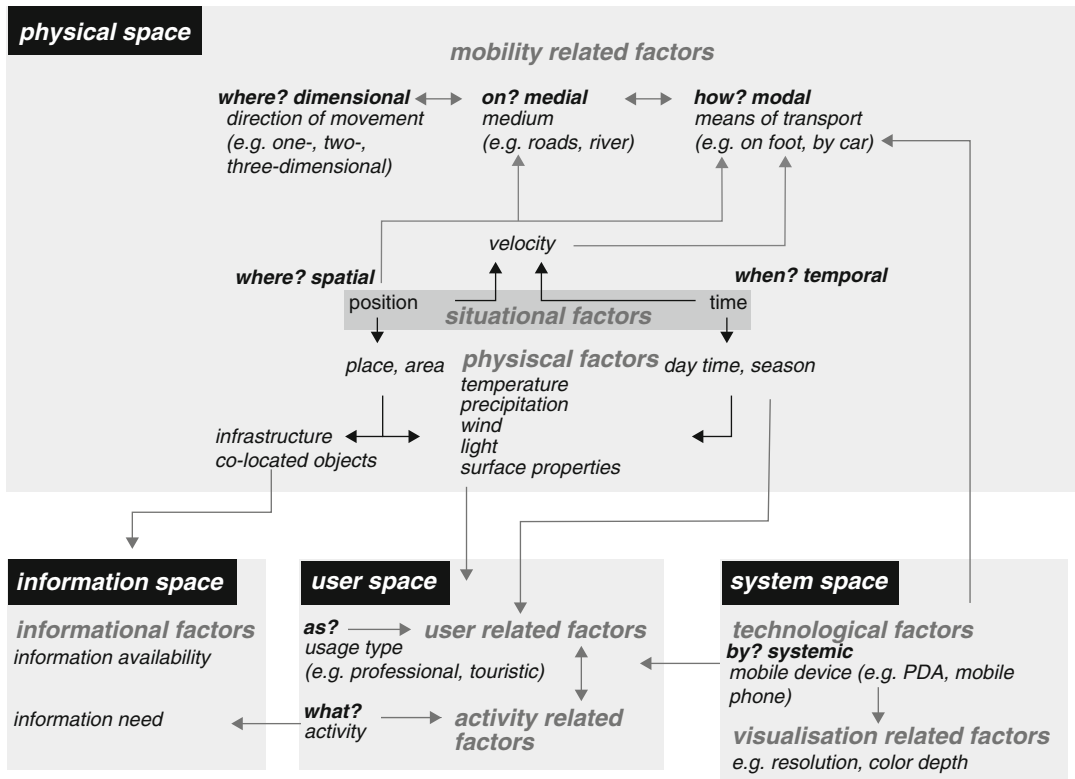 physical space
mobility related factors
where? dimensional
direction of movement
(e.g. one-, two-,
three-dimensional)
on? medial
medium
(e.g. roads, river)
how? modal
means of transport
(e.g. on foot, by car)
velocity
where? spatial
when? temporal
position
time
situational factors
place, area
physiscal factors
day time, season
temperature
precipitation
wind
light
surface properties
infrastructure
co-located objects
information space
informational factors
information availability
information need
user space
as?
user related factors
usage type
(e.g. professional, touristic)
what?
activity
activity related
factors
system space
technological factors
by? systemic
mobile device (e.g. PDA, mobile
phone)
visualisation related factors
e.g. resolution, color depth